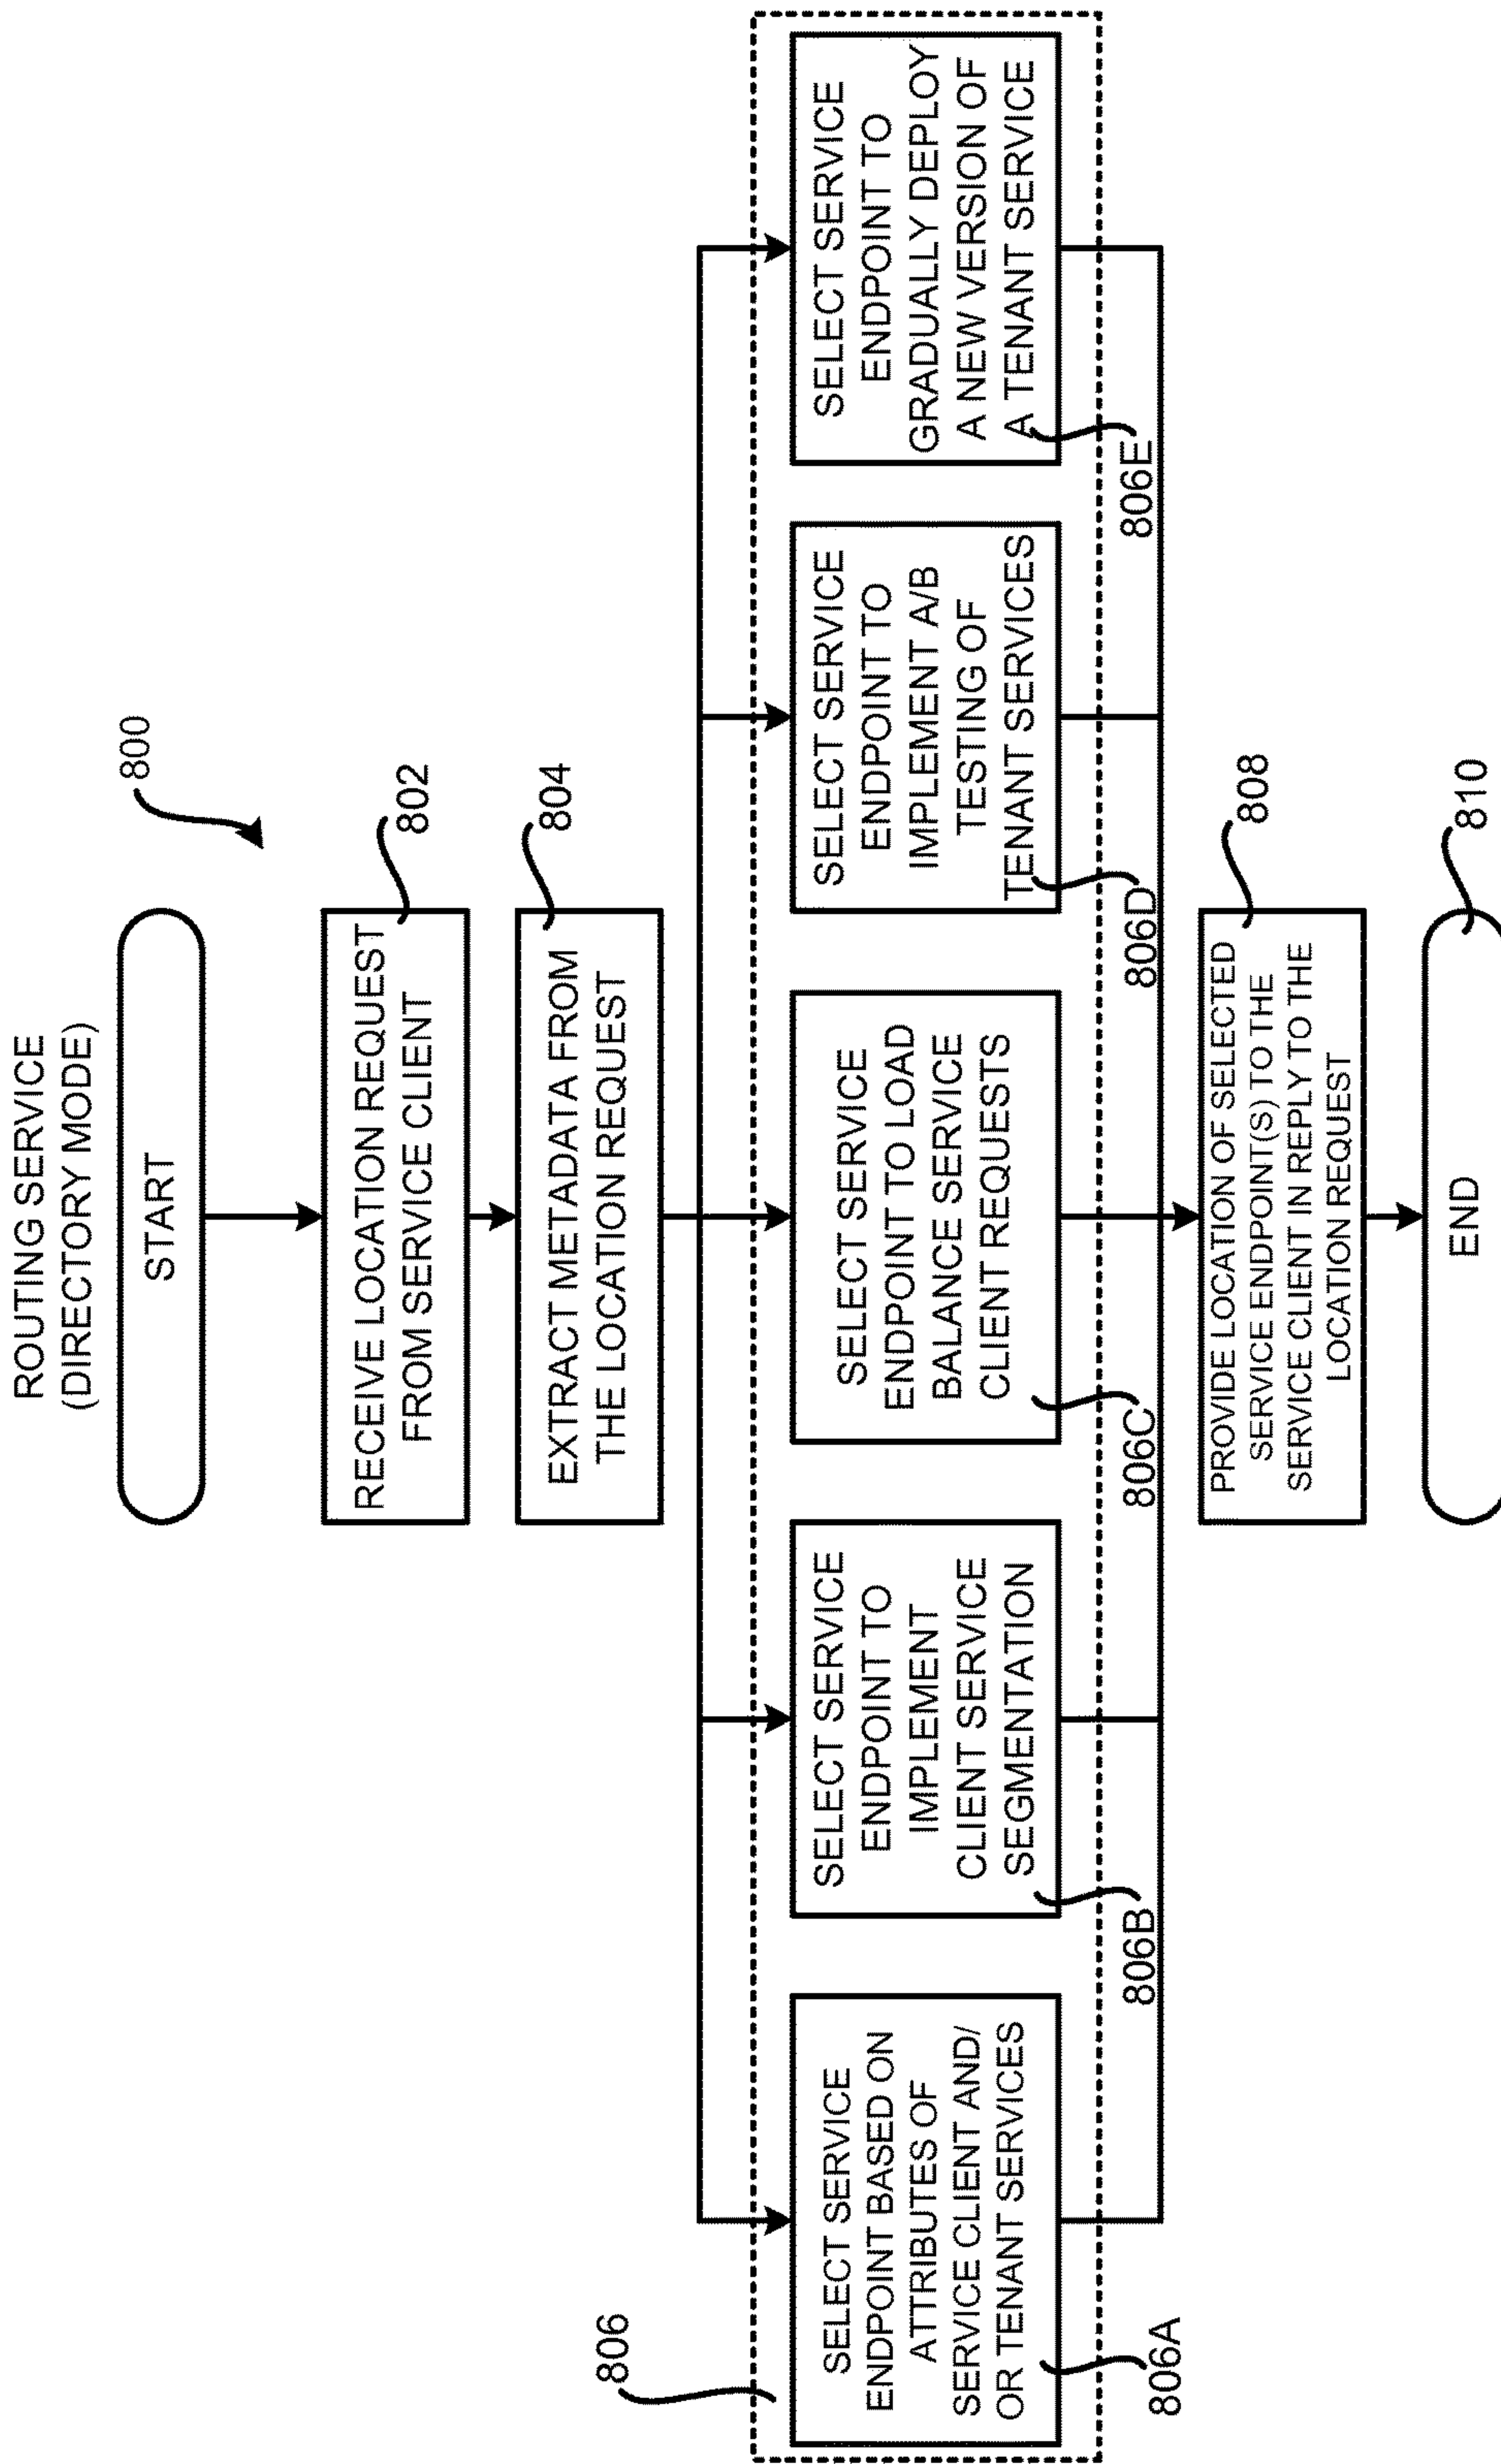 ROUTING SERVICE
(DIRECTORY MODE)
START
800
RECEIVE LOCATION REQUEST
FROM SERVICE CLIENT
802
EXTRACT METADATA FROM
THE LOCATION REQUEST
804
806
SELECT SERVICE
ENDPOINT BASED ON
ATTRIBUTES OF
SERVICE CLIENT AND/
OR TENANT SERVICES
806A
SELECT SERVICE
ENDPOINT TO
IMPLEMENT
CLIENT SERVICE
SEGMENTATION
806B
SELECT SERVICE
ENDPOINT TO LOAD
BALANCE SERVICE
CLIENT REQUESTS
806C
SELECT SERVICE
ENDPOINT TO
IMPLEMENT A/B
TESTING OF
TENANT SERVICES
806D
SELECT SERVICE
ENDPOINT TO
GRADUALLY DEPLOY
A NEW VERSION OF
A TENANT SERVICE
806E
PROVIDE LOCATION OF SELECTED
SERVICE ENDPOINT(S) TO THE
SERVICE CLIENT IN REPLY TO THE
LOCATION REQUEST
808
END
810